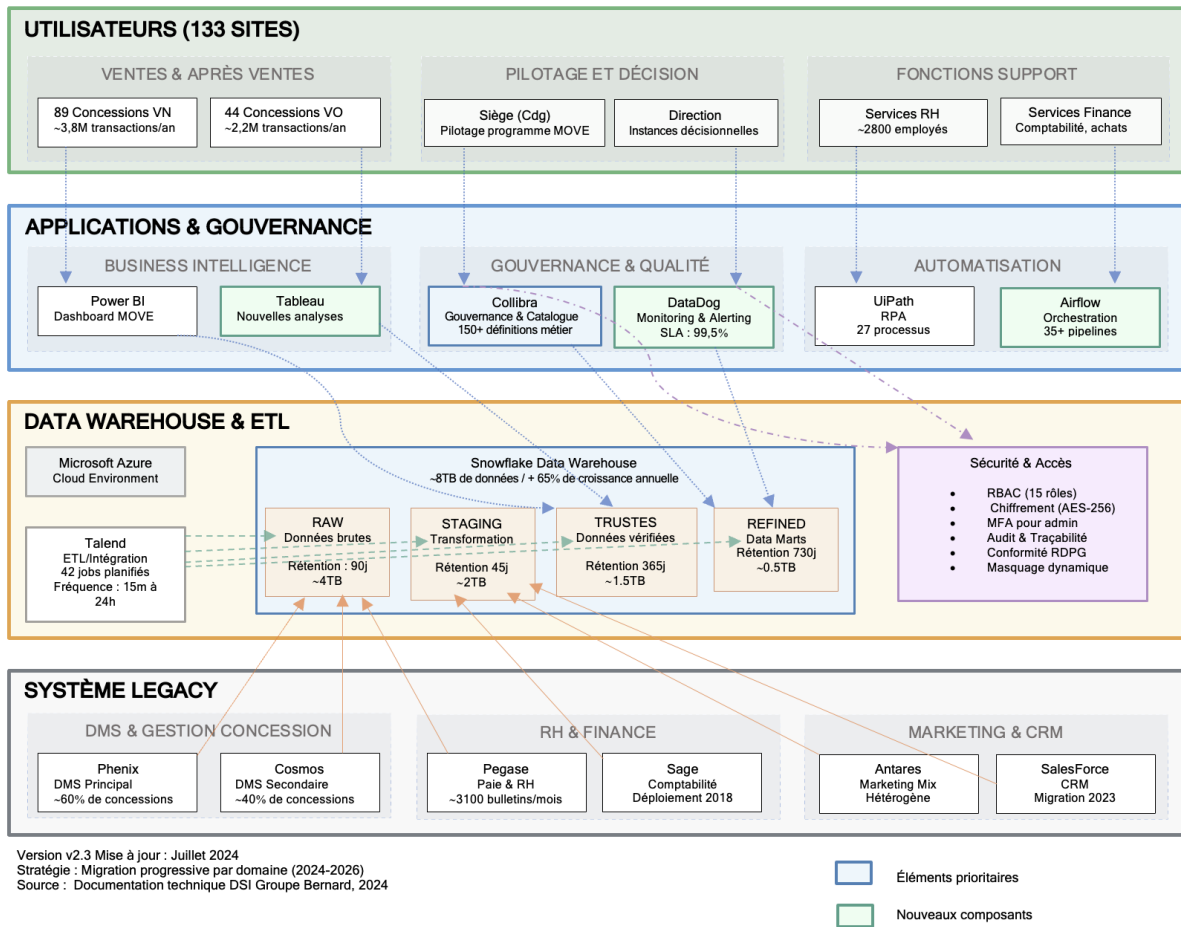 UTILISATEURS (133 SITES)
VENTES & APRÈS VENTES
PILOTAGE ET DÉCISION
FONCTIONS SUPPORT
89 Concessions VN
~3,8M transactions/an
44 Concessions VO
~2,2M transactions/an
Siège (Cdg)
Pilotage programme MOVE
Direction
Instances décisionnelles
Services RH
~2800 employés
Services Finance
Comptabilité, achats
APPLICATIONS & GOUVERNANCE
BUSINESS INTELLIGENCE
GOUVERNANCE & QUALITÉ
AUTOMATISATION
Power BI
Dashboard MOVE
Tableau
Nouvelles analyses
Collibra
Gouvernance & Catalogue
150+ définitions métier
DataDog
Monitoring & Alerting
SLA : 99,5%
UiPath
RPA
27 processus
Airflow
Orchestration
35+ pipelines
DATA WAREHOUSE & ETL
Microsoft Azure
Cloud Environment
Talend
ETL/Intégration
42 jobs planifiés
Fréquence : 15m à
24h
Snowflake Data Warehouse
~8TB de données / + 65% de croissance annuelle
RAW
Données brutes
Rétention : 90j
~4TB
STAGING
Transformation
Rétention 45j
~2TB
TRUSTES
Données vérifiées
Rétention 365j
~1.5TB
REFINED
Data Marts
Rétention 730j
~0.5TB
Sécurité & Accès
• RBAC (15 rôles)
• Chiffrement (AES-256)
• MFA pour admin
• Audit & Traçabilité
• Conformité RDPG
• Masquage dynamique
SYSTÈME LEGACY
DMS & GESTION CONCESSION
RH & FINANCE
MARKETING & CRM
Phenix
DMS Principal
~60% de concessions
Cosmos
DMS Secondaire
~40% de concessions
Pegase
Paie & RH
~3100 bulletins/mois
Sage
Comptabilité
Déploiement 2018
Antares
Marketing Mix
Hétérogène
SalesForce
CRM
Migration 2023
Version v2.3 Mise à jour : Juillet 2024
Stratégie : Migration progressive par domaine (2024-2026)
Source : Documentation technique DSI Groupe Bernard, 2024
Éléments prioritaires
Nouveaux composants